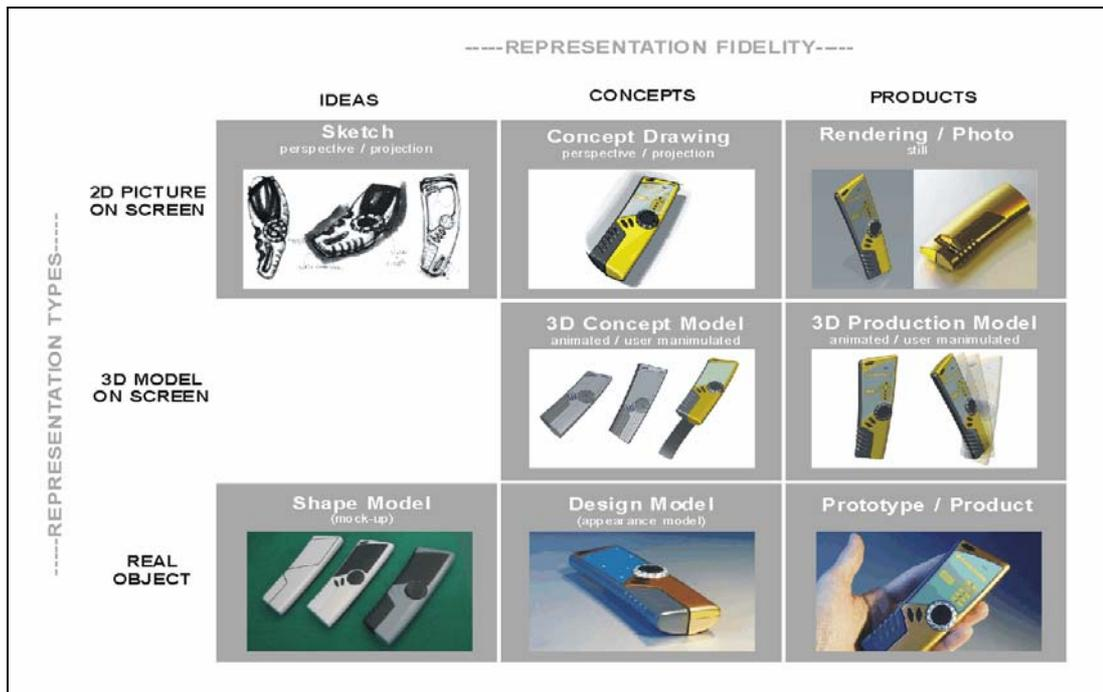 -----REPRESENTATION FIDELITY-----
IDEAS
CONCEPTS
PRODUCTS
-----REPRESENTATION TYPES-----
2D PICTURE
ON SCREEN
Sketch
perspective / projection
Concept Drawing
perspective / projection
Rendering / Photo
still
3D MODEL
ON SCREEN
3D Concept Model
animated / user manimulated
3D Production Model
animated / user manimulated
REAL
OBJECT
Shape Model
(mock-up)
Design Model
(appearance model)
Prototype / Product